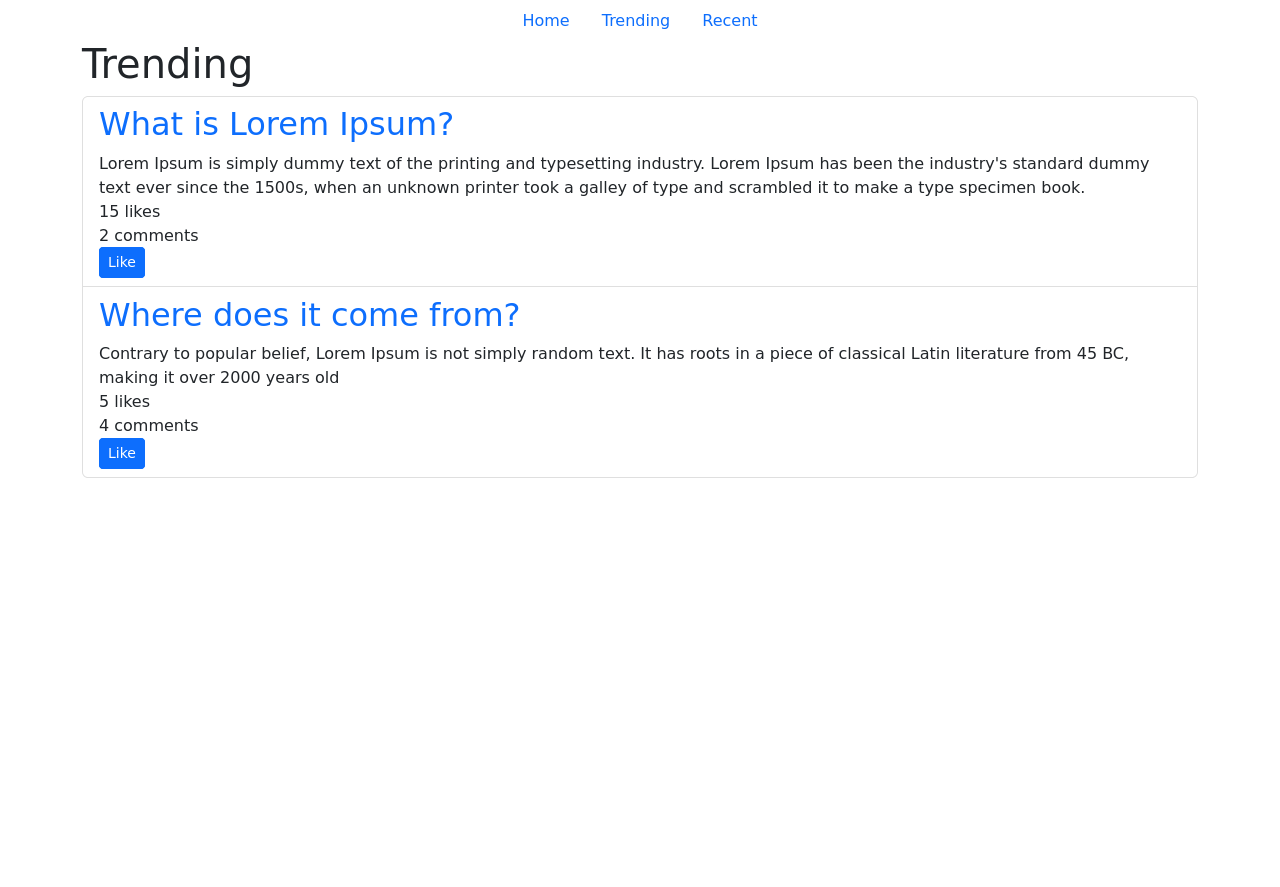 Home Trending Recent
Trending
What is Lorem Ipsum?
Lorem Ipsum is simply dummy text of the printing and typesetting industry. Lorem Ipsum has been the industry's standard dummy
text ever since the 1500s, when an unknown printer took a galley of type and scrambled it to make a type specimen book.
15 likes
2 comments
Like
Where does it come from?
Contrary to popular belief, Lorem Ipsum is not simply random text. It has roots in a piece of classical Latin literature from 45 BC,
making it over 2000 years old
5 likes
4 comments
Like